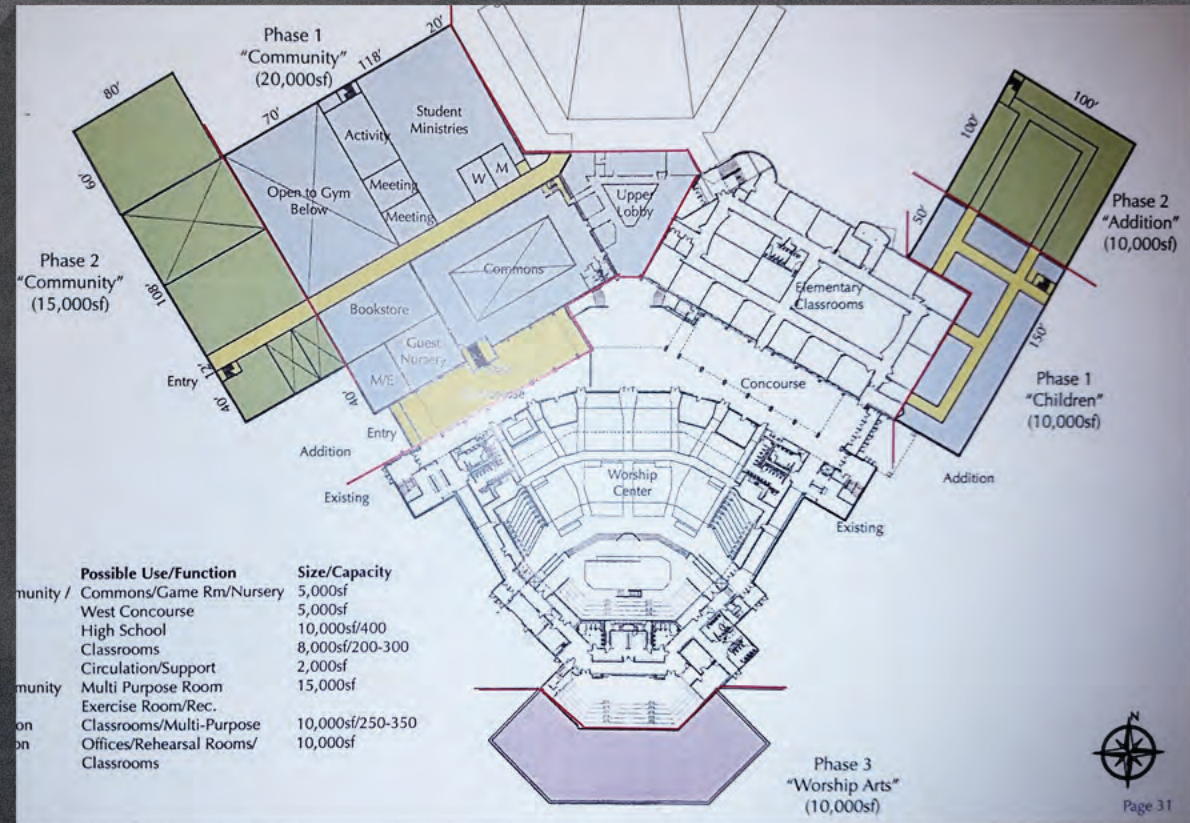 Phase 1
"Community"
(20,000sf)
20'
118'
70'
80'
60'
108'
12'
40'
40'
Student
Ministries
Activity
W
M
Meeting
Meeting
Open to Gym
Below
Upper
Lobby
Commons
Bookstore
Guest
Nursery
M/E
Entry
Entry
Phase 2
"Community"
(15,000sf)
100'
100'
50'
150'
Phase 2
"Addition"
(10,000sf)
Elementary
Classrooms
Concourse
Phase 1
"Children"
(10,000sf)
Addition
Existing
Addition
Existing
Worship
Center
Possible Use/Function Size/Capacity
munity / Commons/Game Rm/Nursery 5,000sf
West Concourse 5,000sf
High School 10,000sf/400
Classrooms 8,000sf/200-300
Circulation/Support 2,000sf
munity Multi Purpose Room 15,000sf
Exercise Room/Rec.
on Classrooms/Multi-Purpose 10,000sf/250-350
on Offices/Rehearsal Rooms/ 10,000sf
Classrooms
Phase 3
"Worship Arts"
(10,000sf)
N
Page 31